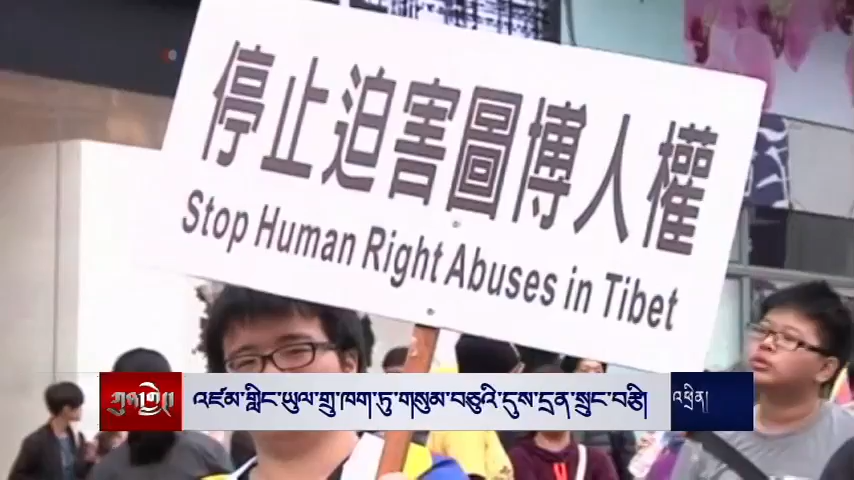 停止迫害圖博人權
Stop Human Right Abuses in Tibet
འཛམ་གླིང་ཡུལ་གྲུ་ཁག་ཏུ་གསུམ་བཅུའི་དུས་དྲན་སྲུང་བརྩི།
འཕྲིན།